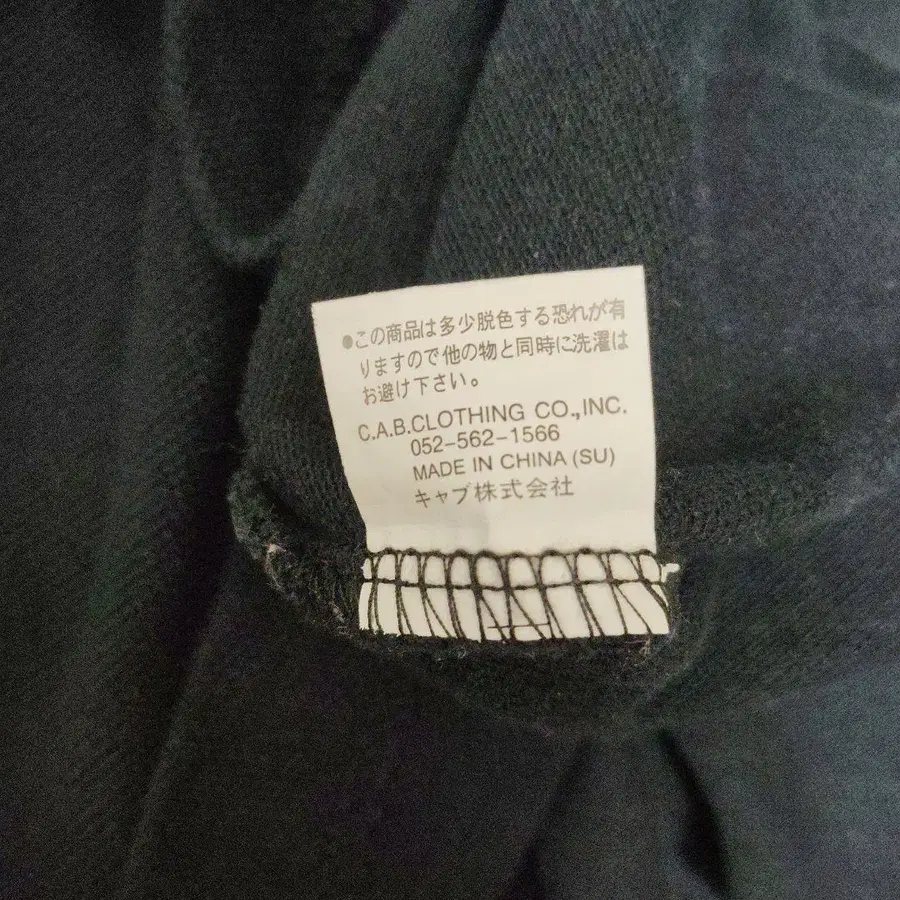 ●この商品は多少脱色する恐れが有
りますので他の物と同時に洗濯は
お避け下さい。
C.A.B.CLOTHING CO.,INC.
052-562-1566
MADE IN CHINA (SU)
キャブ株式会社